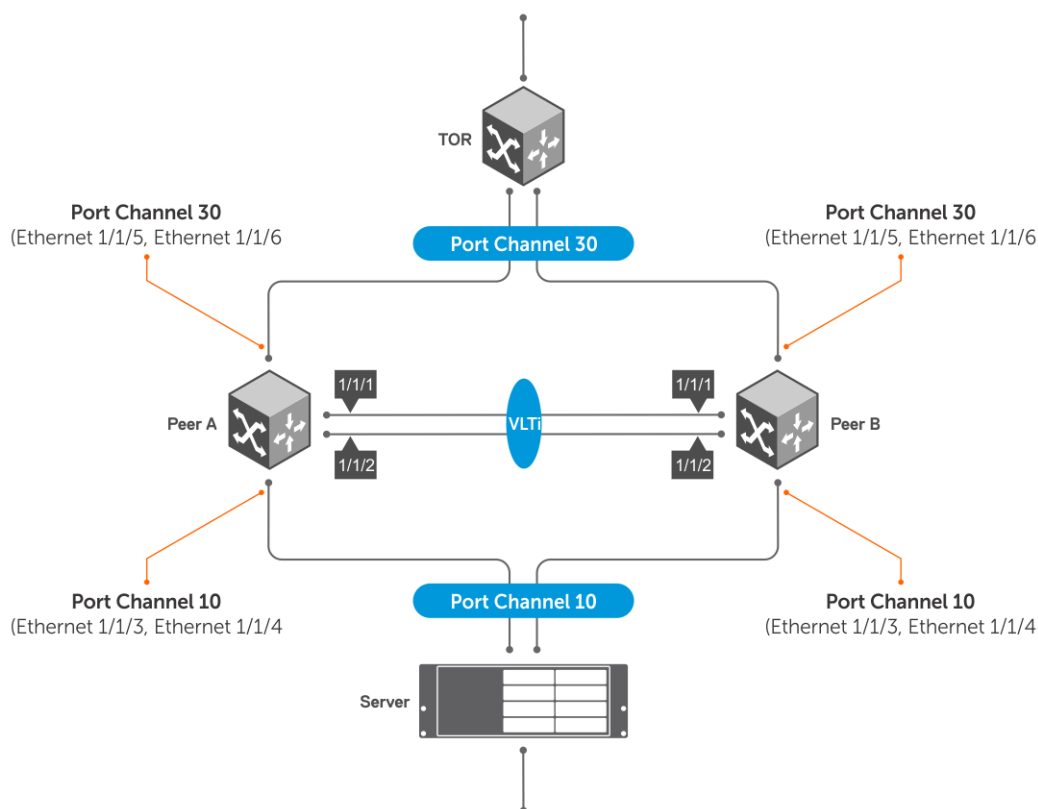 TOR
Port Channel 30
(Ethernet 1/1/5, Ethernet 1/1/6
Port Channel 30
Port Channel 30
(Ethernet 1/1/5, Ethernet 1/1/6
1/1/1
1/1/1
Peer A
VLTi
Peer B
1/1/2
1/1/2
Port Channel 10
(Ethernet 1/1/3, Ethernet 1/1/4
Port Channel 10
Port Channel 10
(Ethernet 1/1/3, Ethernet 1/1/4
Server